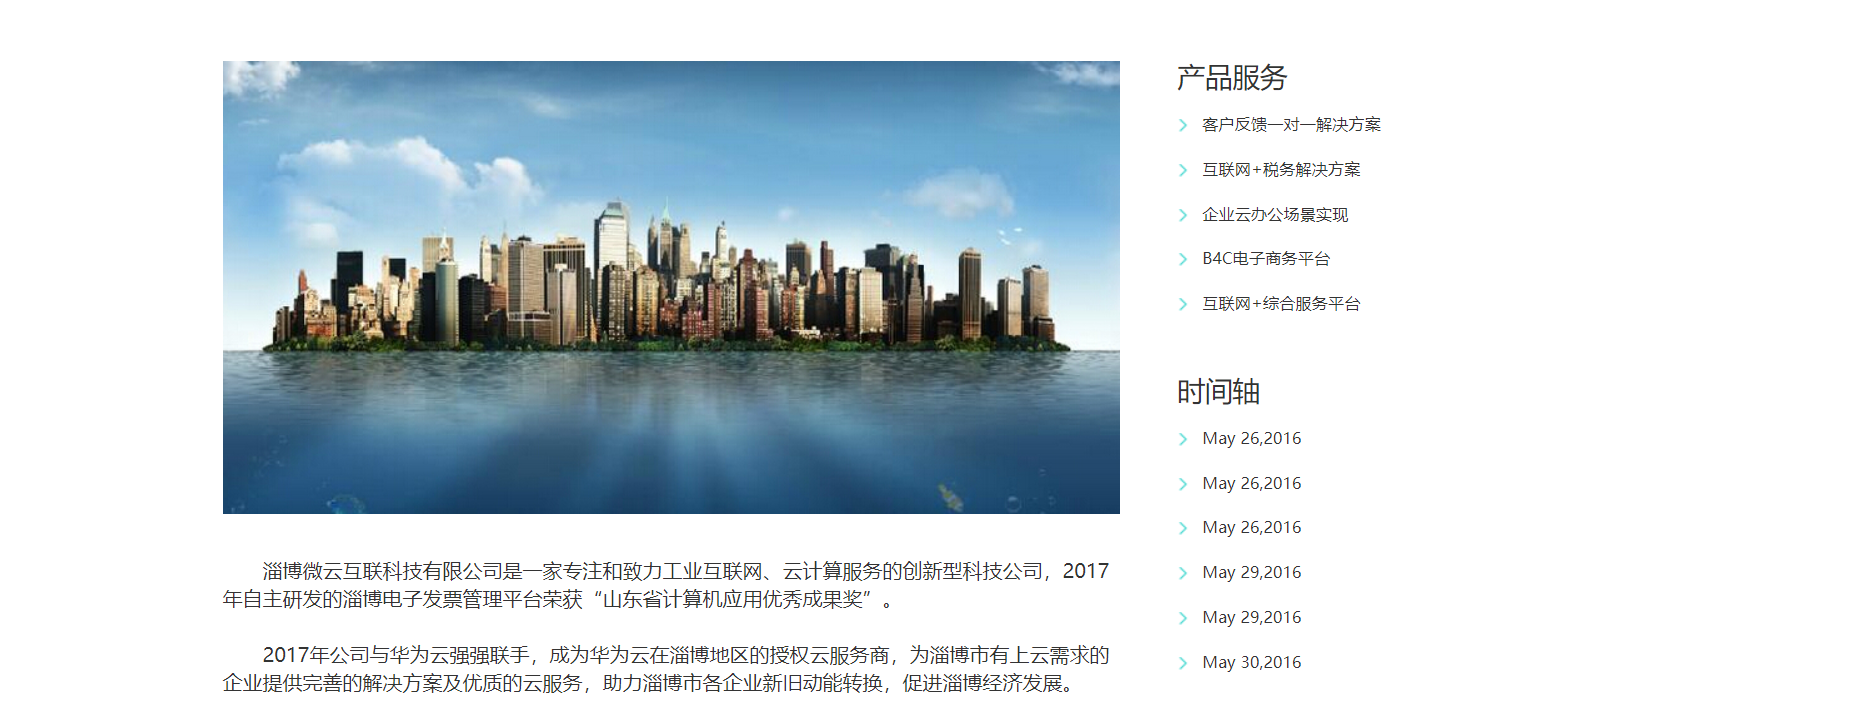 产品服务
客户反馈一对一解决方案
互联网+税务解决方案
企业云办公场景实现
B4C电子商务平台
互联网+综合服务平台
时间轴
May 26,2016
May 26,2016
May 26,2016
May 29,2016
May 29,2016
May 30,2016
淄博微云互联科技有限公司是一家专注和致力工业互联网、云计算服务的创新型科技公司，2017
年自主研发的淄博电子发票管理平台荣获“山东省计算机应用优秀成果奖”。
2017年公司与华为云强强联手，成为华为云在淄博地区的授权云服务商，为淄博市有上云需求的
企业提供完善的解决方案及优质的云服务，助力淄博市各企业新旧动能转换，促进淄博经济发展。